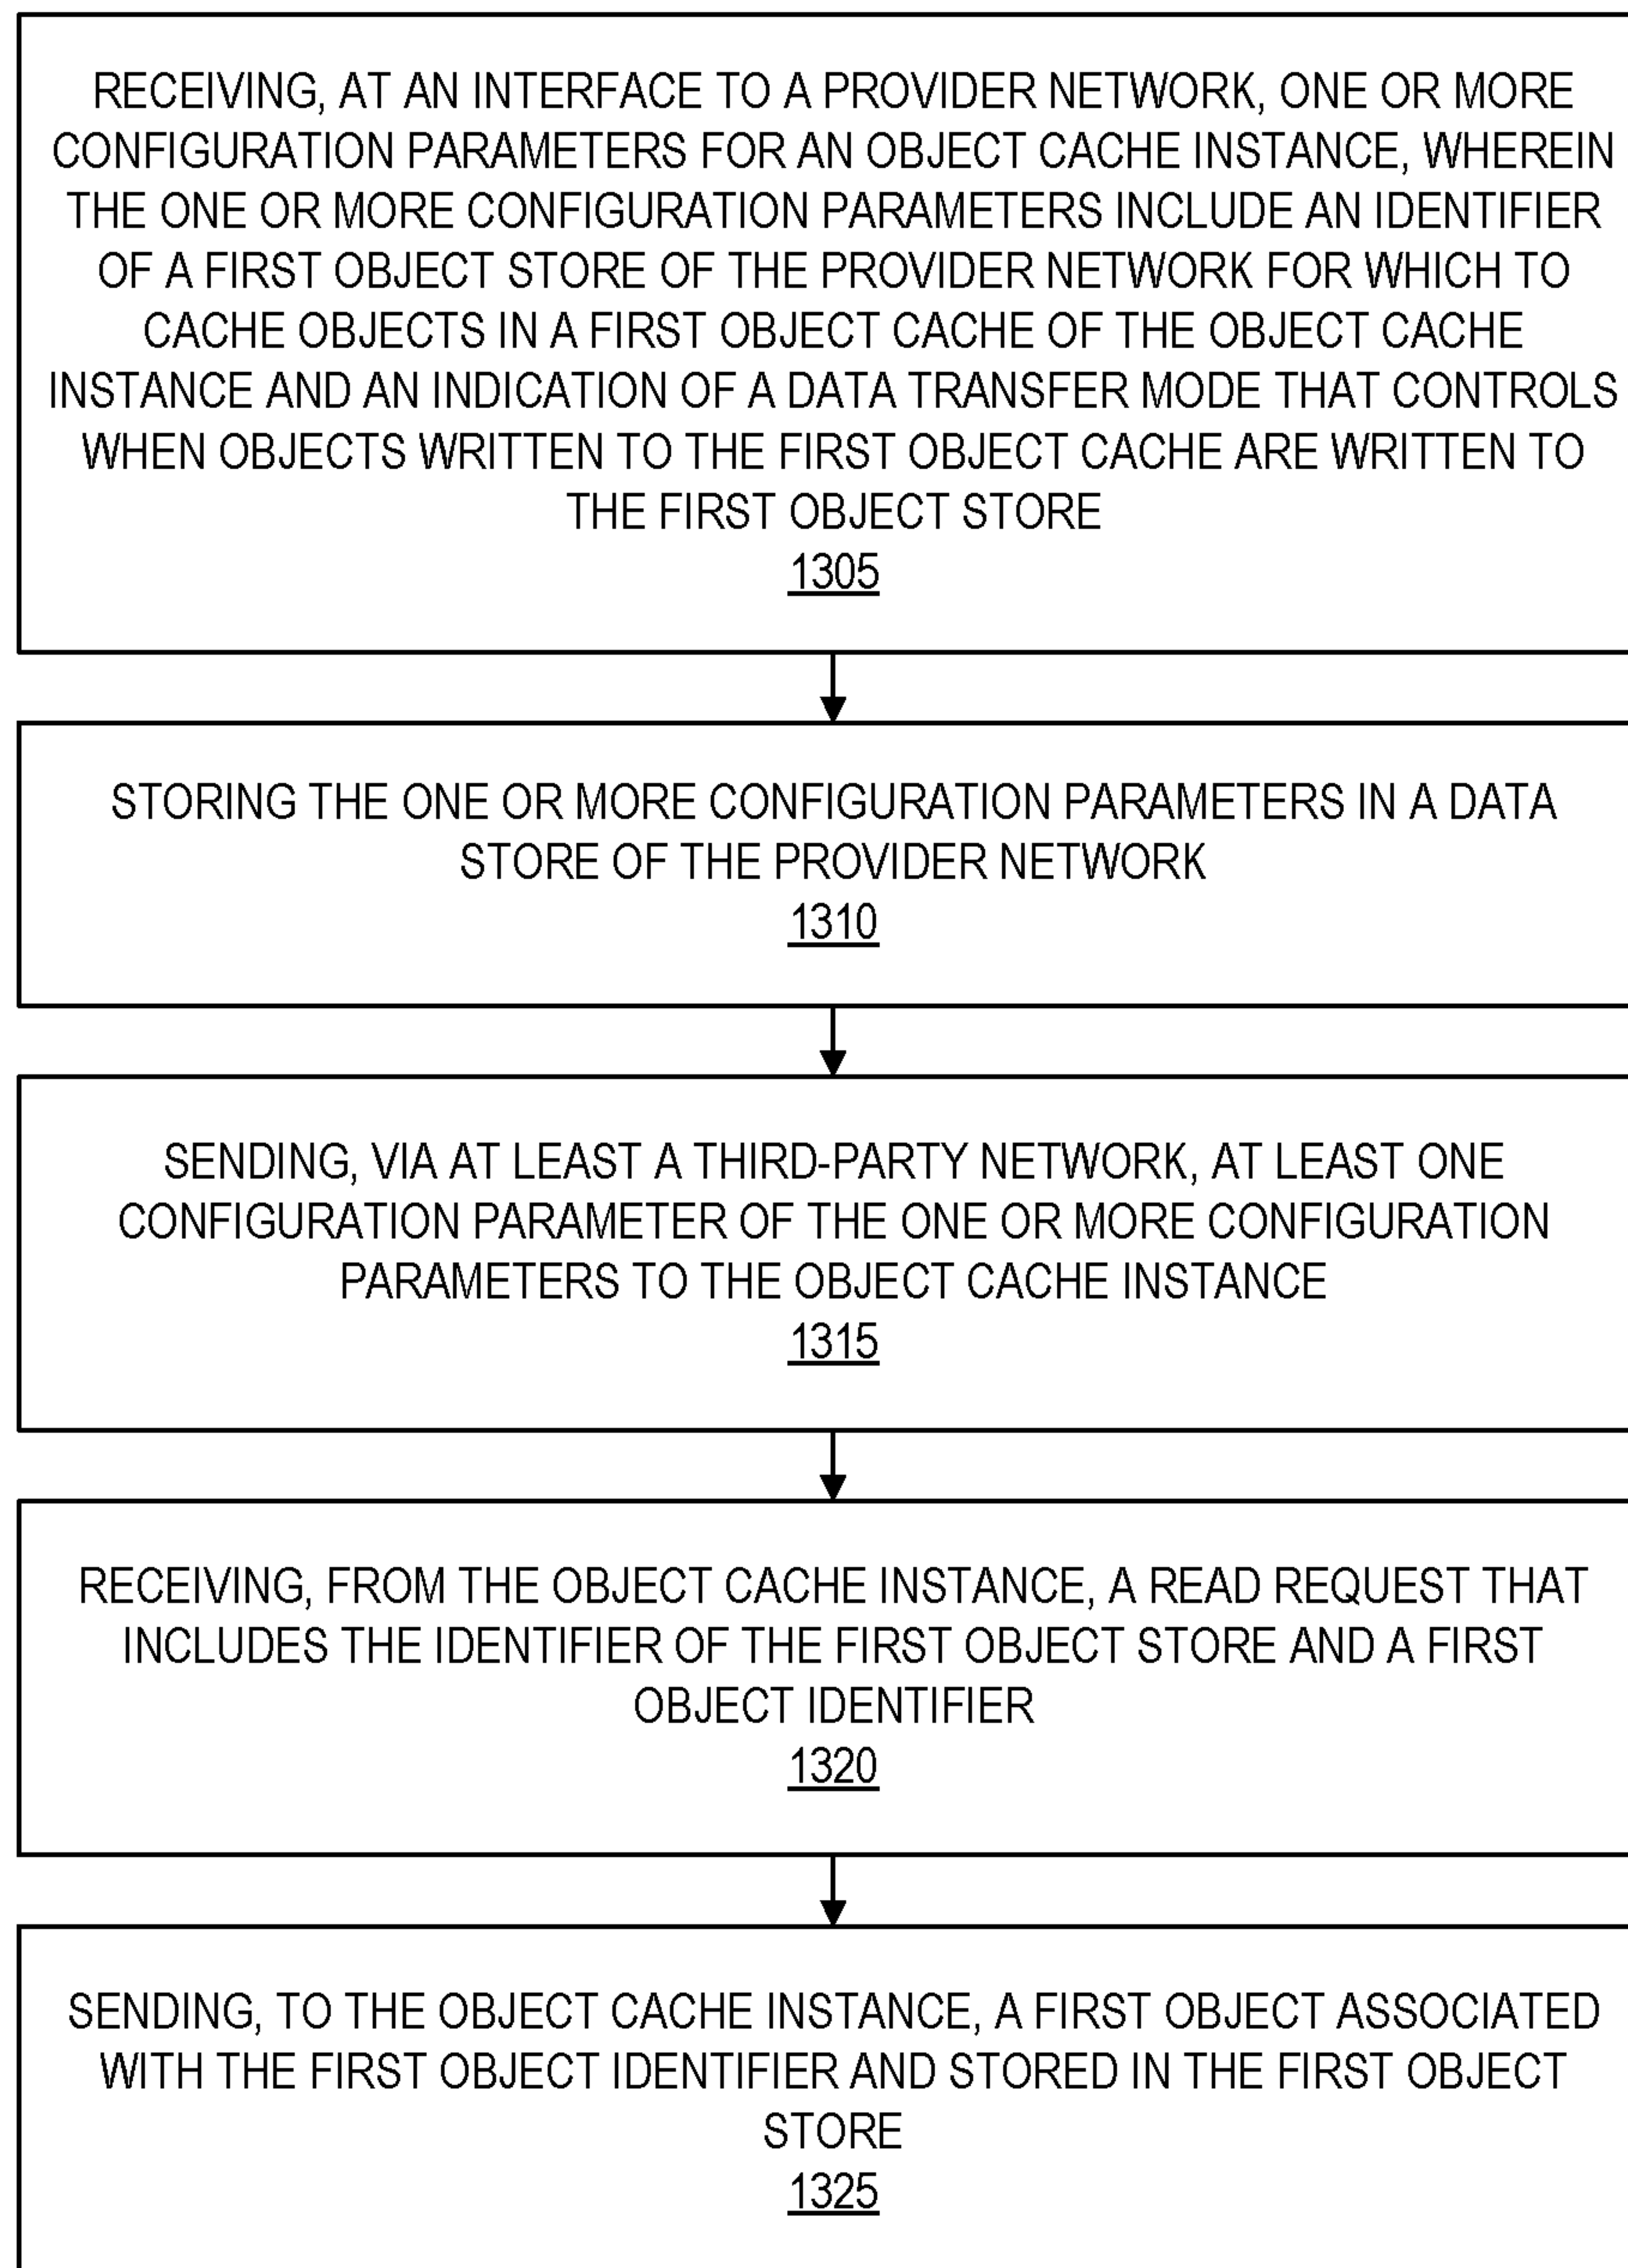 RECEIVING, AT AN INTERFACE TO A PROVIDER NETWORK, ONE OR MORE
CONFIGURATION PARAMETERS FOR AN OBJECT CACHE INSTANCE, WHEREIN
THE ONE OR MORE CONFIGURATION PARAMETERS INCLUDE AN IDENTIFIER
OF A FIRST OBJECT STORE OF THE PROVIDER NETWORK FOR WHICH TO
CACHE OBJECTS IN A FIRST OBJECT CACHE OF THE OBJECT CACHE
INSTANCE AND AN INDICATION OF A DATA TRANSFER MODE THAT CONTROLS
WHEN OBJECTS WRITTEN TO THE FIRST OBJECT CACHE ARE WRITTEN TO
THE FIRST OBJECT STORE
1305
STORING THE ONE OR MORE CONFIGURATION PARAMETERS IN A DATA
STORE OF THE PROVIDER NETWORK
1310
SENDING, VIA AT LEAST A THIRD-PARTY NETWORK, AT LEAST ONE
CONFIGURATION PARAMETER OF THE ONE OR MORE CONFIGURATION
PARAMETERS TO THE OBJECT CACHE INSTANCE
1315
RECEIVING, FROM THE OBJECT CACHE INSTANCE, A READ REQUEST THAT
INCLUDES THE IDENTIFIER OF THE FIRST OBJECT STORE AND A FIRST
OBJECT IDENTIFIER
1320
SENDING, TO THE OBJECT CACHE INSTANCE, A FIRST OBJECT ASSOCIATED
WITH THE FIRST OBJECT IDENTIFIER AND STORED IN THE FIRST OBJECT
STORE
1325